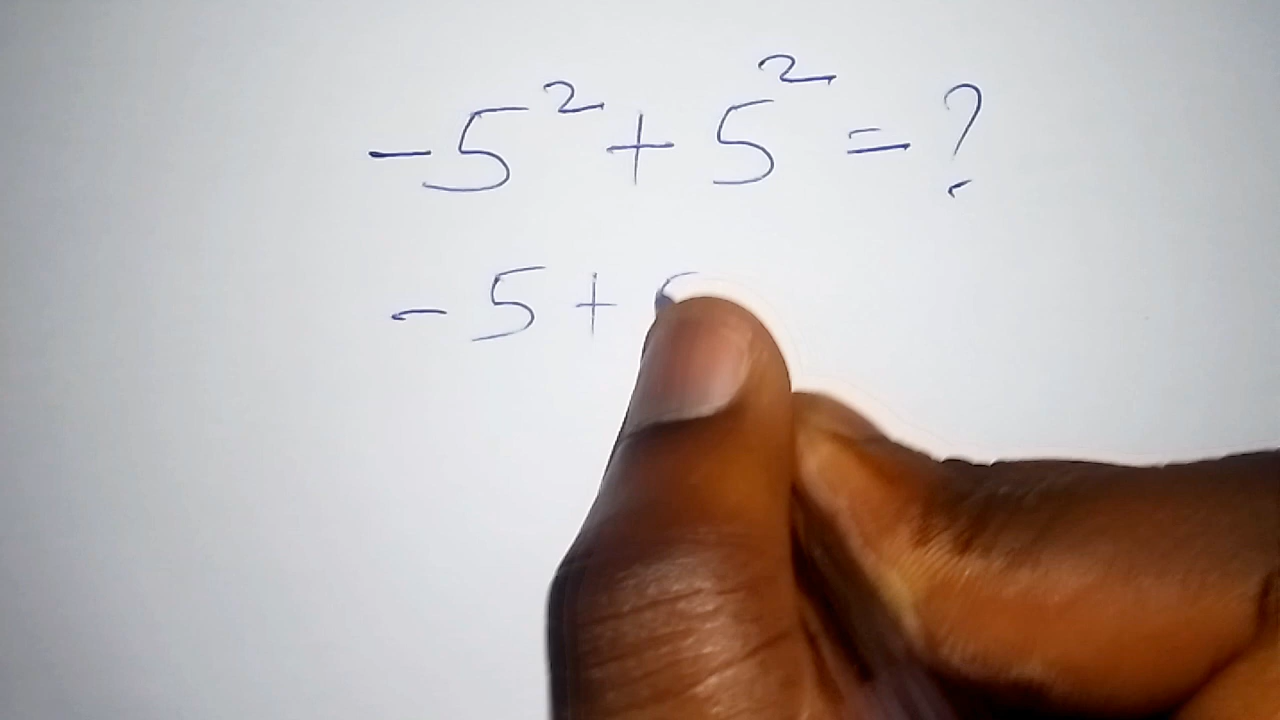 -5² + 5² = ?
- 5 +